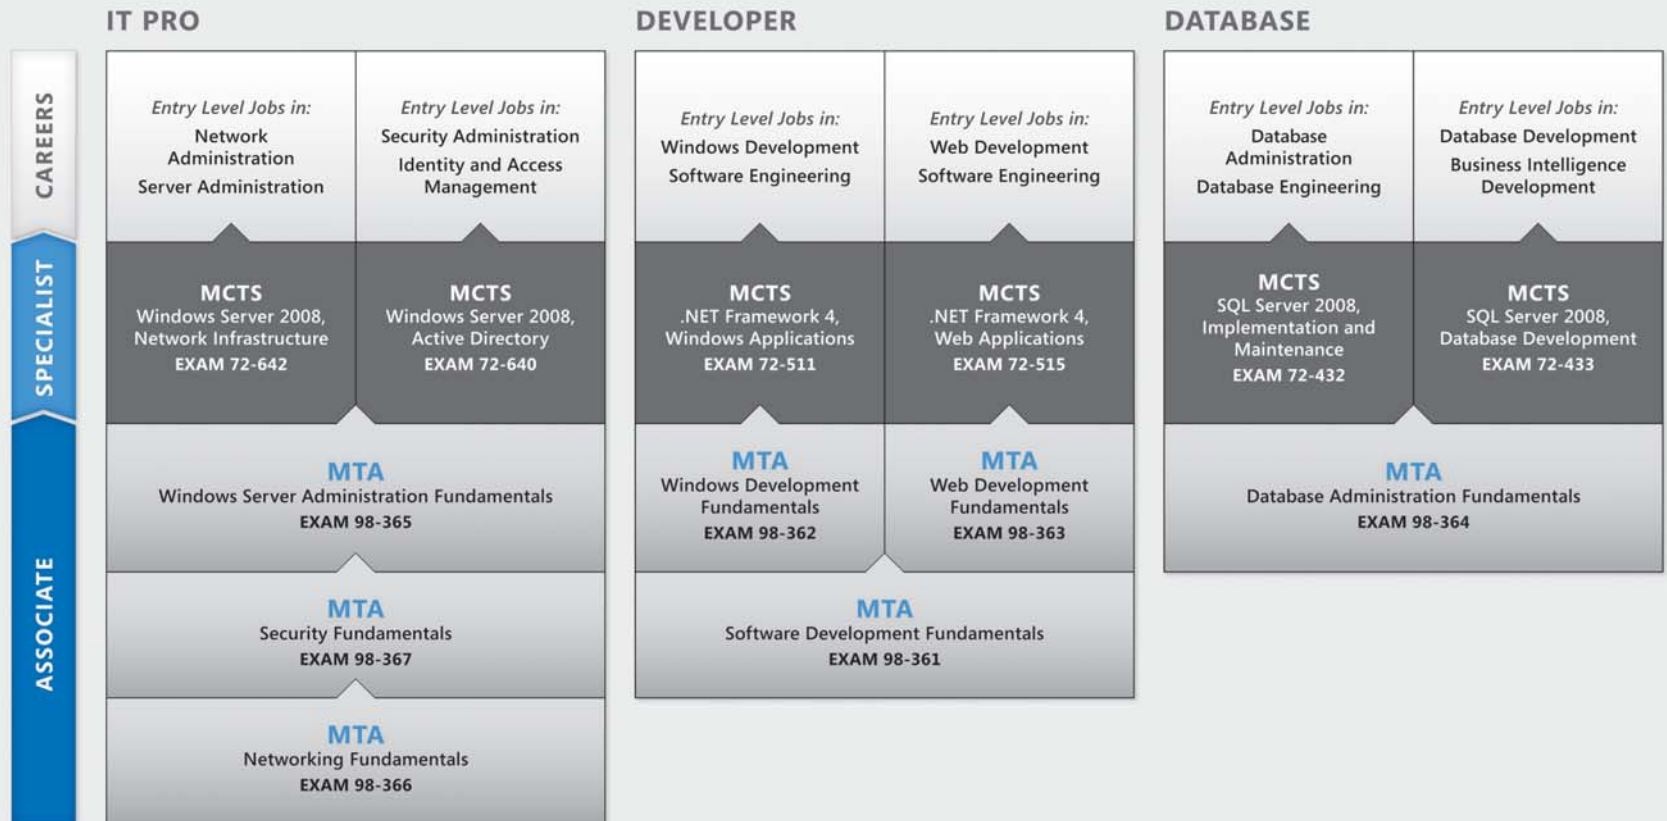 IT PRO
DEVELOPER
DATABASE
CAREERS
Entry Level Jobs in:
Network
Administration
Server Administration
Entry Level Jobs in:
Security Administration
Identity and Access
Management
Entry Level Jobs in:
Windows Development
Software Engineering
Entry Level Jobs in:
Web Development
Software Engineering
Entry Level Jobs in:
Database
Administration
Database Engineering
Entry Level Jobs in:
Database Development
Business Intelligence
Development
SPECIALIST
MCTS
Windows Server 2008,
Network Infrastructure
EXAM 72-642
MCTS
Windows Server 2008,
Active Directory
EXAM 72-640
MCTS
.NET Framework 4,
Windows Applications
EXAM 72-511
MCTS
.NET Framework 4,
Web Applications
EXAM 72-515
MCTS
SQL Server 2008,
Implementation and
Maintenance
EXAM 72-432
MCTS
SQL Server 2008,
Database Development
EXAM 72-433
ASSOCIATE
MTA
Windows Server Administration Fundamentals
EXAM 98-365
MTA
Security Fundamentals
EXAM 98-367
MTA
Networking Fundamentals
EXAM 98-366
MTA
Windows Development
Fundamentals
EXAM 98-362
MTA
Web Development
Fundamentals
EXAM 98-363
MTA
Software Development Fundamentals
EXAM 98-361
MTA
Database Administration Fundamentals
EXAM 98-364